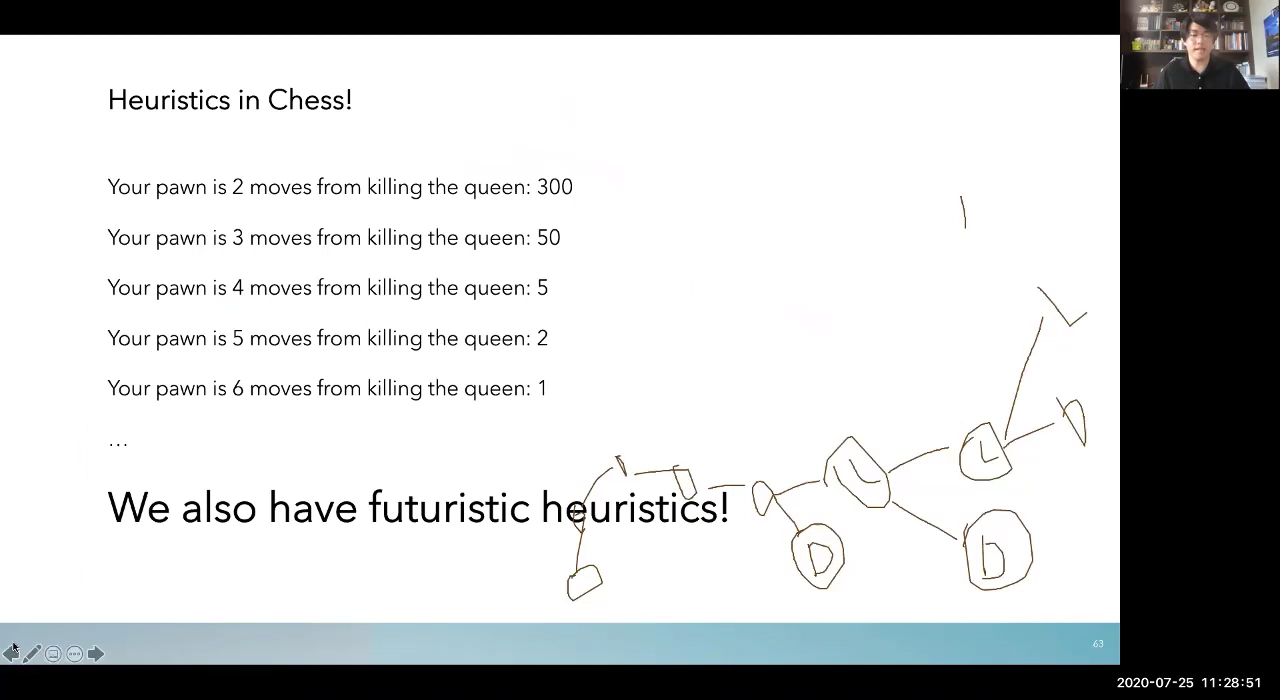 Heuristics in Chess!
Your pawn is 2 moves from killing the queen: 300
Your pawn is 3 moves from killing the queen: 50
Your pawn is 4 moves from killing the queen: 5
Your pawn is 5 moves from killing the queen: 2
Your pawn is 6 moves from killing the queen: 1
...
We also have futuristic heuristics!
L
L
D
D
63
2020-07-25 11:28:51